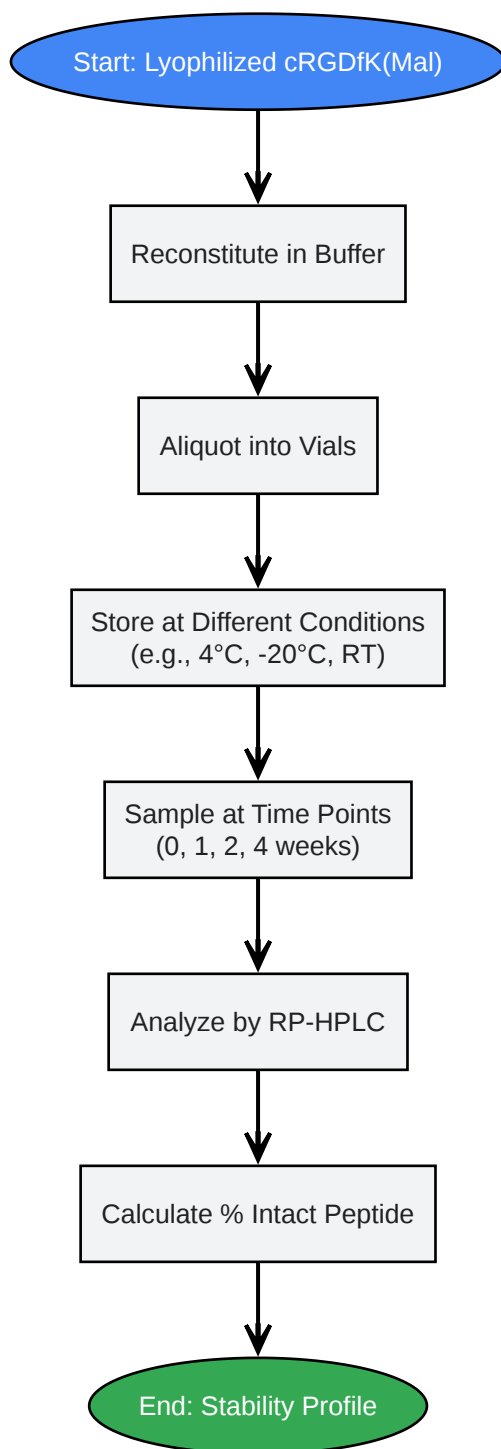 Start: Lyophilized cRGDfK(Mal)
Reconstitute in Buffer
Aliquot into Vials
Store at Different Conditions
(e.g., 4°C, -20°C, RT)
Sample at Time Points
(0, 1, 2, 4 weeks)
Analyze by RP-HPLC
Calculate % Intact Peptide
End: Stability Profile